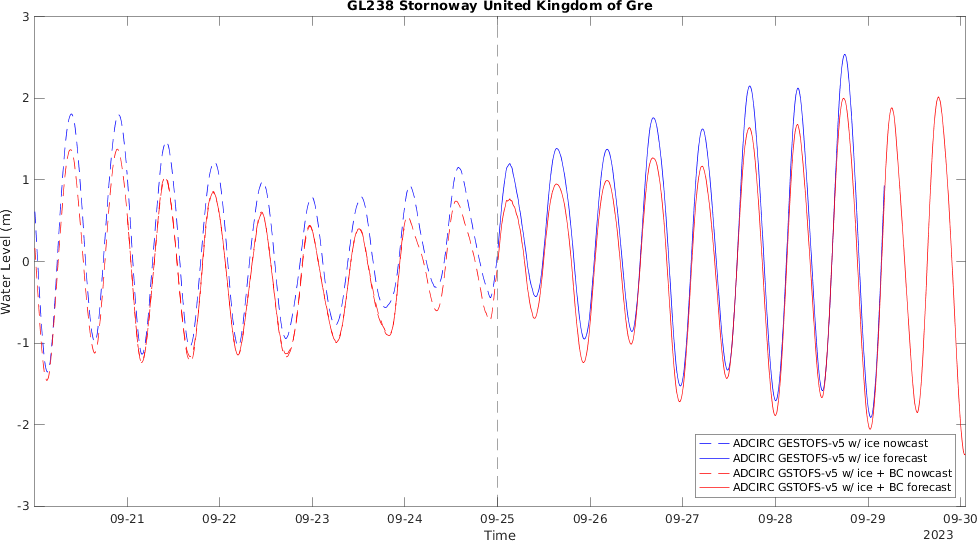 GL238 Stornoway United Kingdom of Gre
3
2
1
0
-1
-2
-3
Water Level (m)
ADCIRC GESTOFS-v5 w/ ice nowcast
ADCIRC GESTOFS-v5 w/ ice forecast
ADCIRC GSTOFS-v5 w/ ice + BC nowcast
ADCIRC GSTOFS-v5 w/ ice + BC forecast
09-21 09-22 09-23 09-24 09-25 09-26 09-27 09-28 09-29 09-30
Time 2023